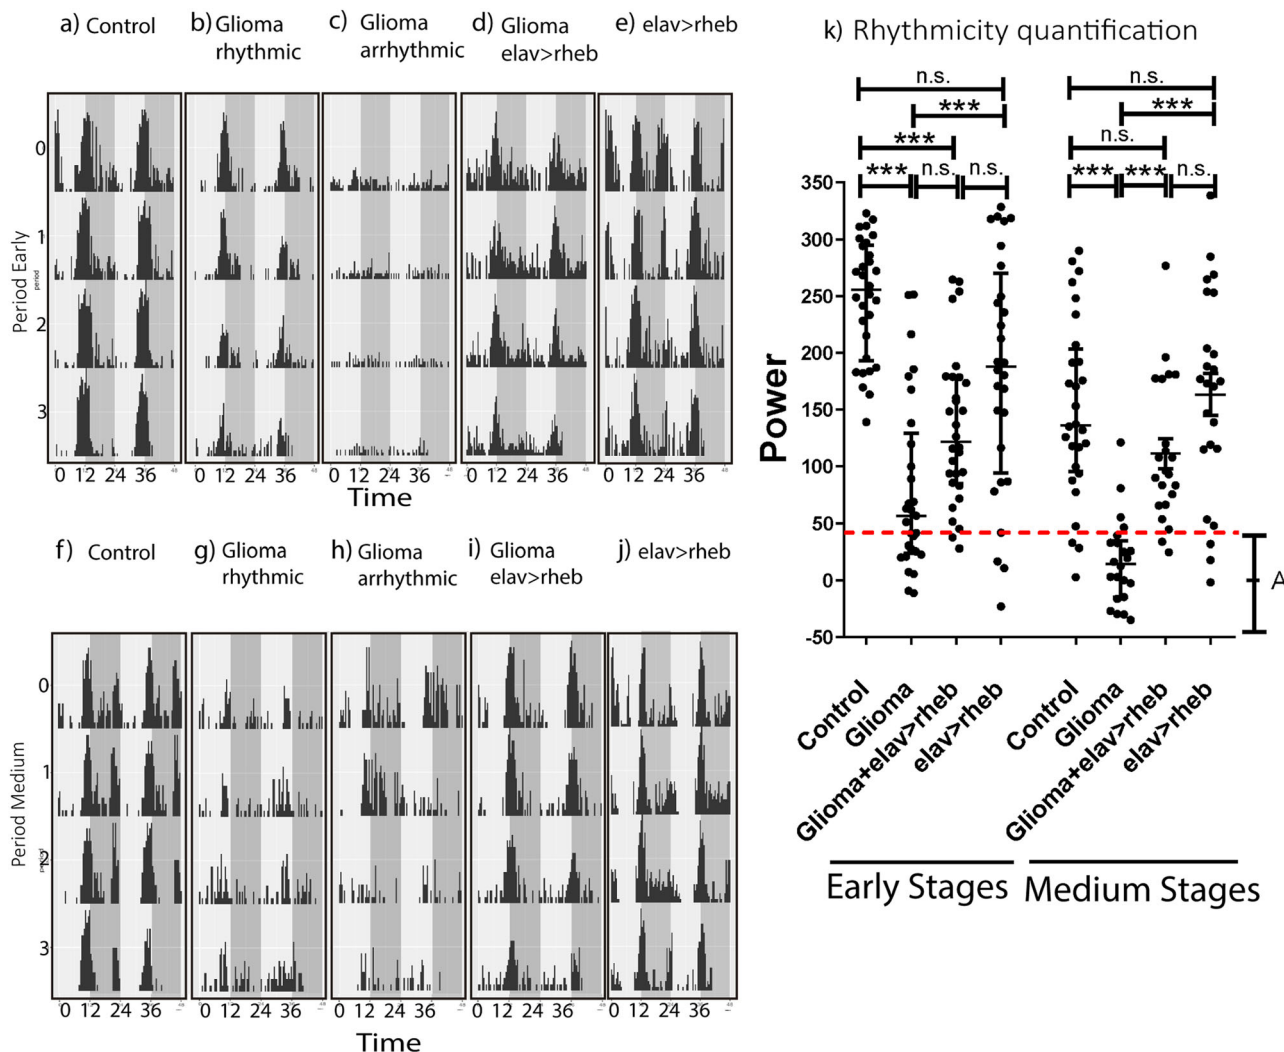 a) Control
b) Glioma
rhythmic
c) Glioma
arrhythmic
d) Glioma
elav>rheb
e) elav>rheb
Period Early
period
0
1
2
3
0 12 24 36
0 12 24 36
0 12 24 36
0 12 24 36
0 12 24 36
48
Time
f) Control
g) Glioma
rhythmic
h) Glioma
arrhythmic
i) Glioma
elav>rheb
j) elav>rheb
Period Medium
0
1
2
3
0 12 24 36
0 12 24 36
0 12 24 36
0 12 24 36
0 12 24 36
Time
k) Rhythmicity quantification
n.s.
***
***
*** n.s. n.s.
n.s.
***
n.s.
*** *** n.s.
Power
350
300
250
200
150
100
50
0
-50
A
Control
Glioma
Glioma+elav>rheb
elav>rheb
Control
Glioma
Glioma+elav>rheb
elav>rheb
Early Stages
Medium Stages